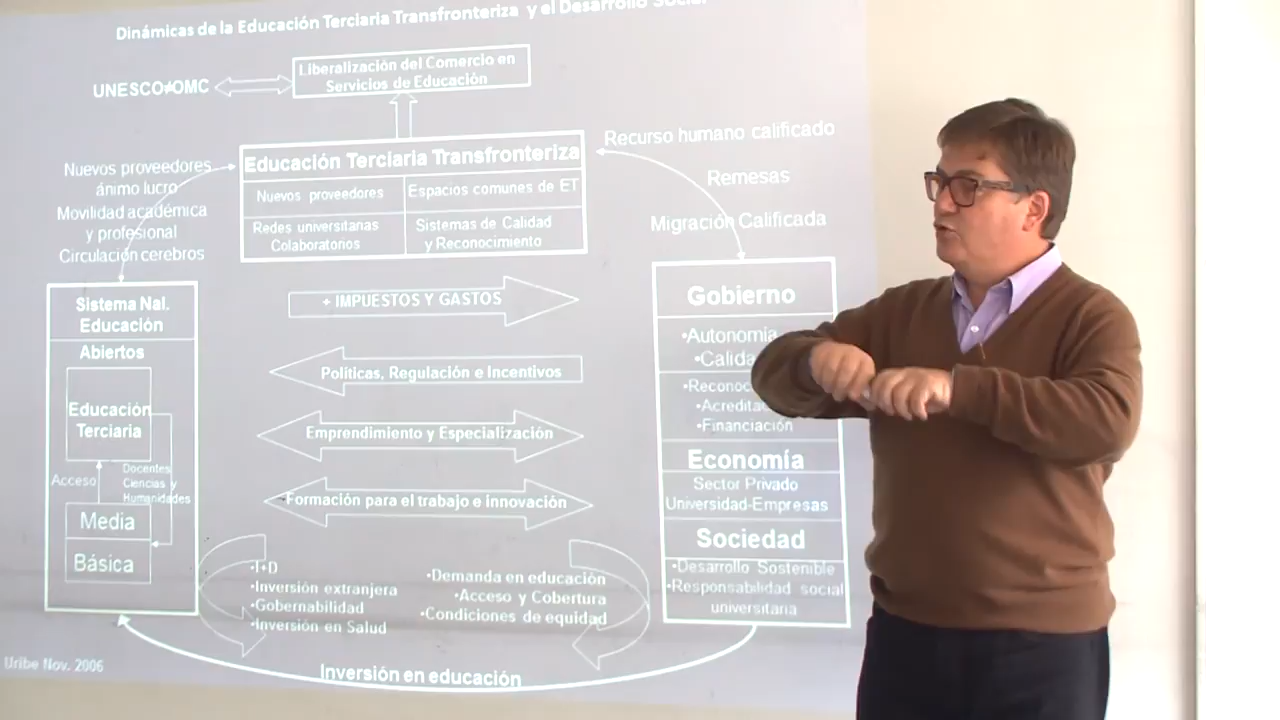 Dinámicas de la Educación Terciaria Transfronteriza y el Desarrollo Social
Liberalización del Comercio en
Servicios de Educación
UNESCO≠OMC
Educación Terciaria Transfronteriza
Nuevos proveedores
Espacios comunes de ET
Redes universitarias
Colaboratorios
Sistemas de Calidad
y Reconocimiento
Nuevos proveedores
ánimo lucro
Movilidad académica
y profesional
Circulación cerebros
Recurso humano calificado
Remesas
Migración Calificada
Sistema Nal.
Educación
Abiertos
Educación
Terciaria
Acceso
Docentes
Ciencias y
Humanidades
Media
Básica
+ IMPUESTOS Y GASTOS
Políticas, Regulación e Incentivos
Emprendimiento y Especialización
Formación para el trabajo e innovación
•I+D
•Inversión extranjera
•Gobernabilidad
•Inversión en Salud
•Demanda en educación
•Acceso y Cobertura
•Condiciones de equidad
Gobierno
•Autonomía
•Calida
•Reconoc
•Acredita
•Financiación
Economía
Sector Privado
Universidad-Empresas
Sociedad
•Desarrollo Sostenible
•Responsabilidad social
universitaria
Inversión en educación
Uribe Nov. 2006